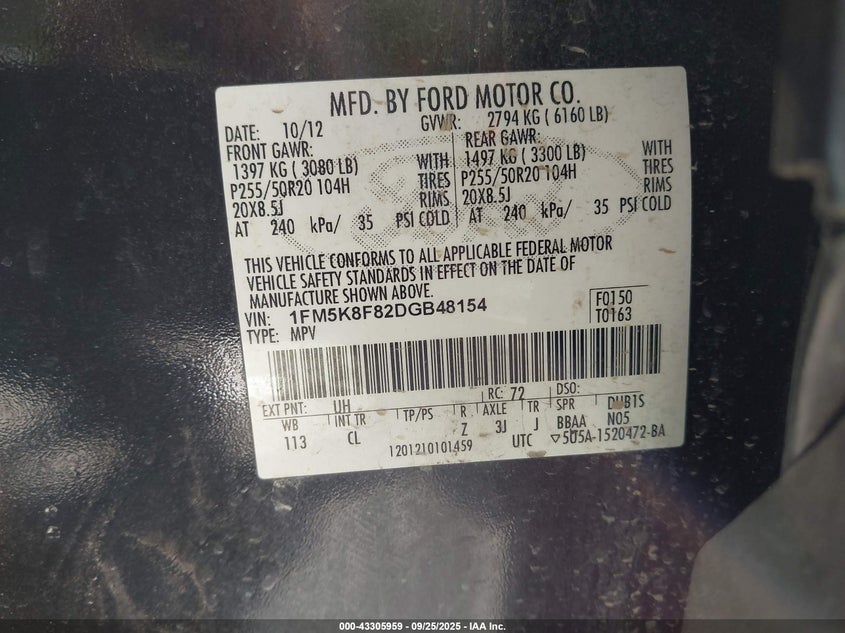 MFD. BY FORD MOTOR CO.
DATE: 10/12 GVWR: 2794 KG ( 6160 LB)
FRONT GAWR: REAR GAWR:
1397 KG ( 3080 LB) WITH 1497 KG ( 3300 LB) WITH
P255/50R20 104H TIRES P255/50R20 104H TIRES
20X8.5J RIMS 20X8.5J RIMS
AT 240 kPa/ 35 PSI COLD AT 240 kPa/ 35 PSI COLD
THIS VEHICLE CONFORMS TO ALL APPLICABLE FEDERAL MOTOR
VEHICLE SAFETY STANDARDS IN EFFECT ON THE DATE OF
MANUFACTURE SHOWN ABOVE.
VIN: 1FM5K8F82DGB48154 F0150
TYPE: MPV T0163
EXT PNT: UH RC: 72 DSO:
WB INT TR TP/PS R AXLE TR SPR DUB1S
113 CL Z 3J J BBAA N05
1201210101459 UTC ▽5U5A-1520472-BA
000-43305959 - 09/25/2025 - IAA Inc.